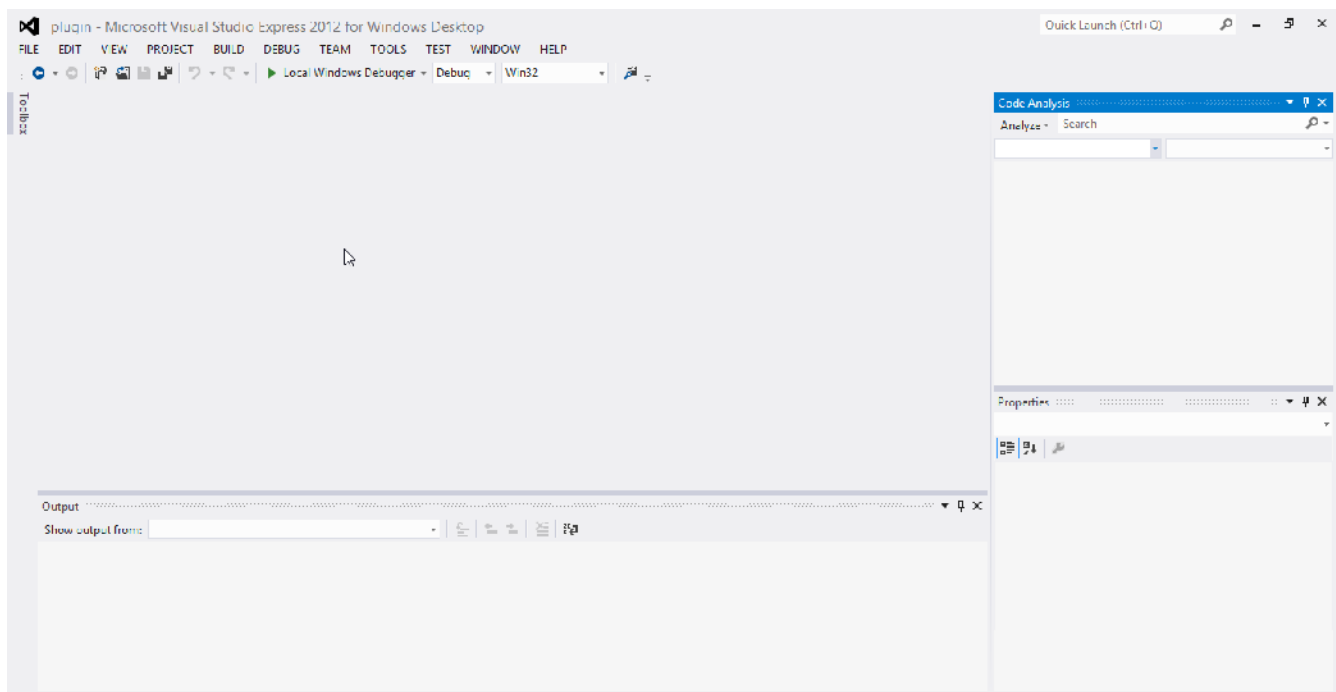 plugin - Microsoft Visual Studio Express 2012 for Windows Desktop
Quick Launch (Ctrl+Q)
FILE EDIT VIEW PROJECT BUILD DEBUG TEAM TOOLS TEST WINDOW HELP
Local Windows Debugger Debug Win32
Toolbox
Code Analysis
Analyze Search
Properties
Output
Show output from: